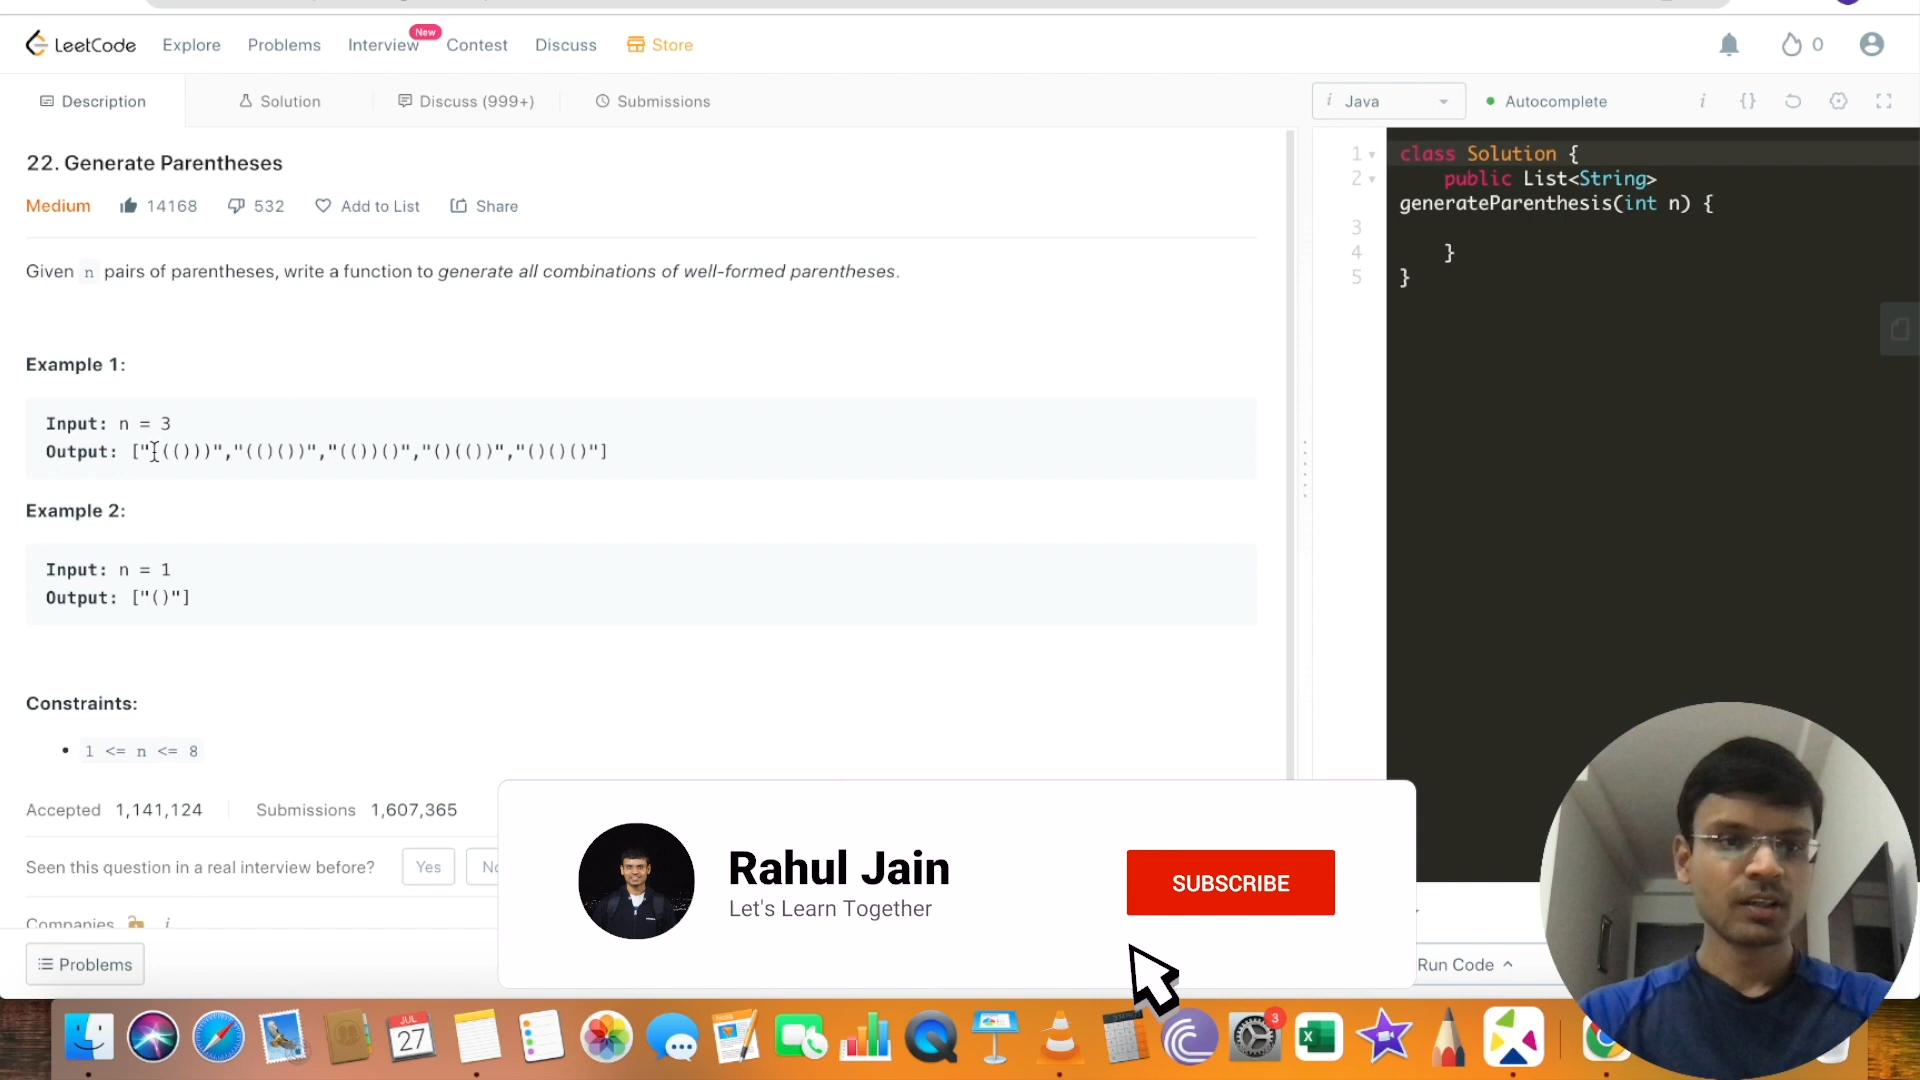 LeetCode Explore Problems Interview New Contest Discuss Store 0
Description Solution Discuss (999+) Submissions i Java Autocomplete i {}
22. Generate Parentheses
Medium 14168 532 Add to List Share
Given n pairs of parentheses, write a function to generate all combinations of well-formed parentheses.
Example 1:
Input: n = 3
Output: ["((()))","(()())","(())()","()(())","()()()"]
Example 2:
Input: n = 1
Output: ["()"]
Constraints:
• 1 <= n <= 8
Accepted 1,141,124 Submissions 1,607,365
Seen this question in a real interview before? Yes No
Companies i
Problems
1 class Solution {
2 public List<String>
generateParenthesis(int n) {
3
4 }
5 }
Run Code
Rahul Jain
Let's Learn Together
SUBSCRIBE
JUL
27
3